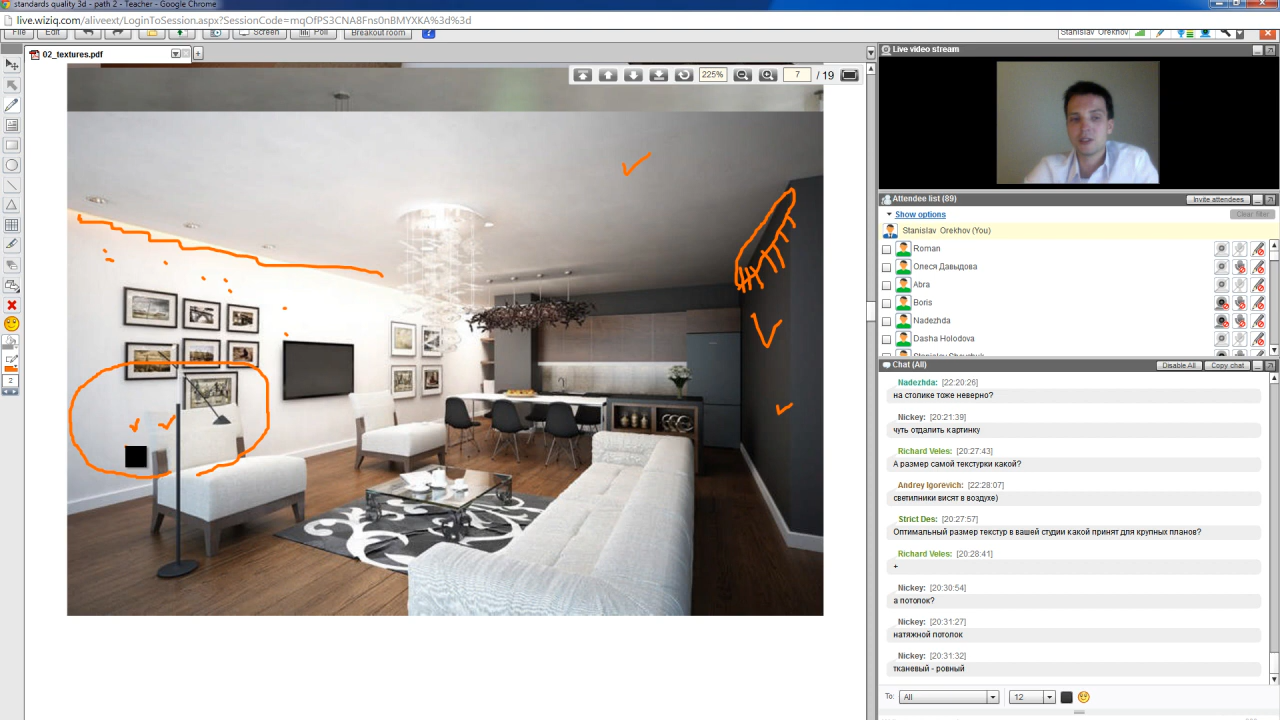 standards quality 3d - path 2 - Teacher - Google Chrome
live.wiziq.com/aliveext/LoginToSession.aspx?SessionCode=mqOfPS3CNA8Fns0nBMYXKA%3d%3d
File Edit Screen Poll Breakout room Stanislav Orekhov
02_textures.pdf
225% 7 / 19
Live video stream
Attendee list (89) Invite attendees
Show options Clear filter
Stanislav Orekhov (You)
Roman
Олеся Давыдова
Abra
Boris
Nadezhda
Dasha Holodova
Chat (All) Disable All Copy chat
Nadezhda: [22:20:26]
на столике тоже неверно?
Nickey: [20:21:39]
чуть отдалить картинку
Richard Veles: [20:27:43]
А размер самой текстурки какой?
Andrey Igorevich: [22:28:07]
светилники висят в воздухе)
Strict Des: [20:27:57]
Оптимальный размер текстур в вашей студии какой принят для крупных планов?
Richard Veles: [20:28:41]
+
Nickey: [20:30:54]
а потолок?
Nickey: [20:31:27]
натяжной потолок
Nickey: [20:31:32]
тканевый - ровный
To: All 12
2